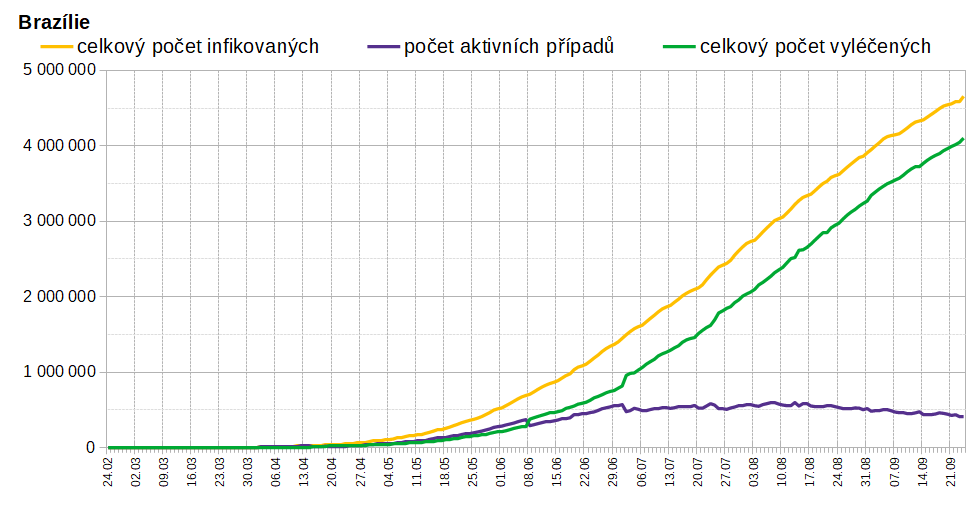 Brazílie
celkový počet infikovaných počet aktivních případů celkový počet vyléčených
5 000 000
4 000 000
3 000 000
2 000 000
1 000 000
0
24.02 02.03 09.03 16.03 23.03 30.03 06.04 13.04 20.04 27.04 04.05 11.05 18.05 25.05 01.06 08.06 15.06 22.06 29.06 06.07 13.07 20.07 27.07 03.08 10.08 17.08 24.08 31.08 07.09 14.09 21.09